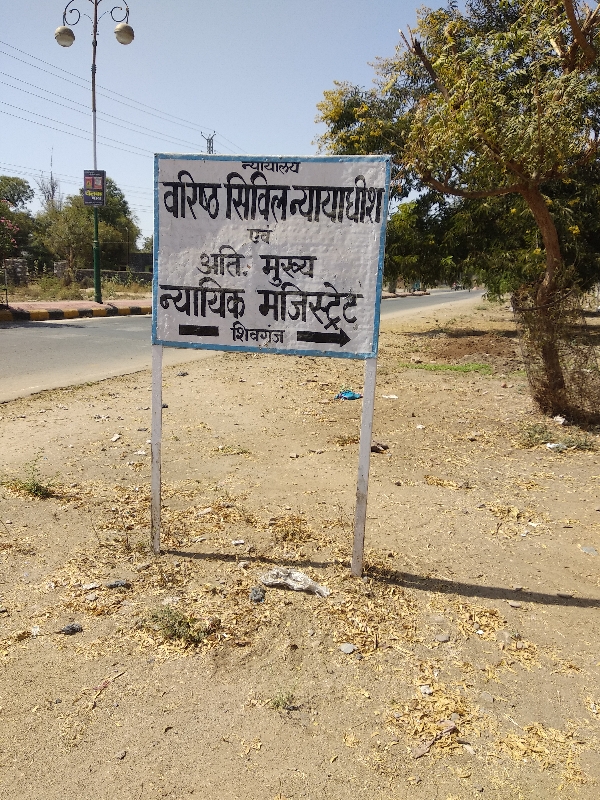 न्यायालय
वरिष्ठ सिविल न्यायाधीश
एवं
अति. मुख्य
न्यायिक मजिस्ट्रेट
शिवगंज